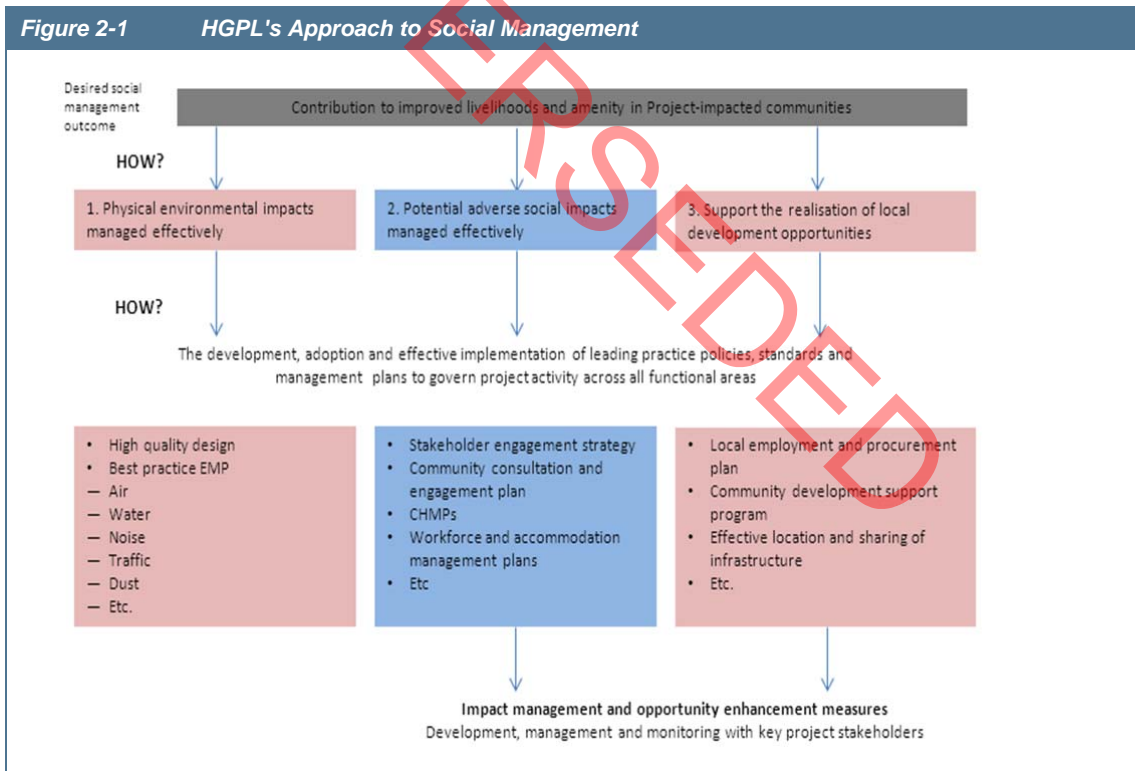 Figure 2-1 HGPL's Approach to Social Management
Desired social
management
outcome
Contribution to improved livelihoods and amenity in Project-impacted communities
HOW?
1. Physical environmental impacts
managed effectively
2. Potential adverse social impacts
managed effectively
3. Support the realisation of local
development opportunities
HOW?
The development, adoption and effective implementation of leading practice policies, standards and
management plans to govern project activity across all functional areas
• High quality design
• Best practice EMP
— Air
— Water
— Noise
— Traffic
— Dust
— Etc.
• Stakeholder engagement strategy
• Community consultation and
engagement plan
• CHMPs
• Workforce and accommodation
management plans
• Etc
• Local employment and procurement
plan
• Community development support
program
• Effective location and sharing of
infrastructure
• Etc.
Impact management and opportunity enhancement measures
Development, management and monitoring with key project stakeholders
ERSEDED